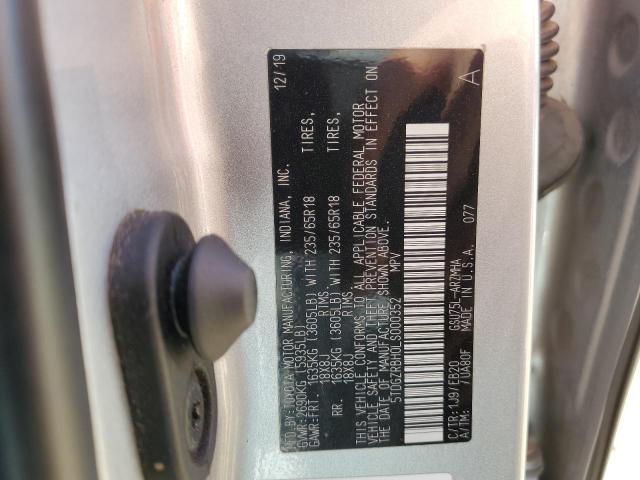 MFD.BY: TOYOTA MOTOR MANUFACTURING, INDIANA, INC. 12/19
GVWR: 2690KG (5935LB)
GAWR: FRT. 1635KG (3605LB) WITH 235/65R18 TIRES,
18X8J RIMS,
RR. 1635KG (3605LB) WITH 235/65R18 TIRES,
18X8J RIMS.
THIS VEHICLE CONFORMS TO ALL APPLICABLE FEDERAL MOTOR
VEHICLE SAFETY AND THEFT PREVENTION STANDARDS IN EFFECT ON
THE DATE OF MANUFACTURE SHOWN ABOVE.
5TDGZRBH0LS000352 MPV
C/TR: 1J9/EB20 GSU75L-ARZMHA 077
A/TM: /UA80F MADE IN U.S.A. A